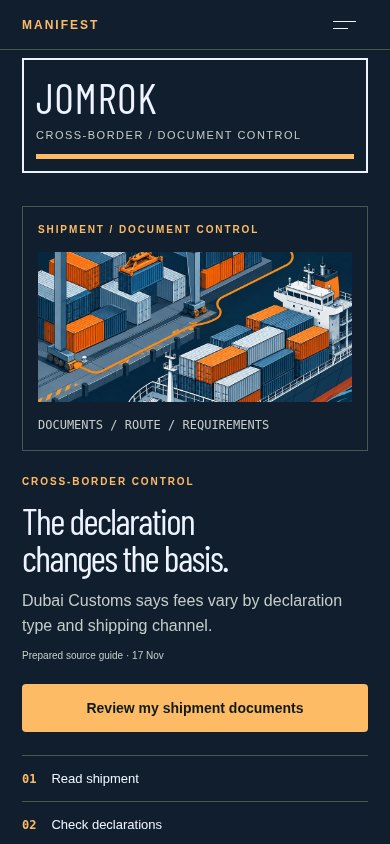 MANIFEST
JOMROK
CROSS-BORDER / DOCUMENT CONTROL
SHIPMENT / DOCUMENT CONTROL
DOCUMENTS / ROUTE / REQUIREMENTS
CROSS-BORDER CONTROL
The declaration
changes the basis.
Dubai Customs says fees vary by declaration
type and shipping channel.
Prepared source guide · 17 Nov
Review my shipment documents
01 Read shipment
02 Check declarations